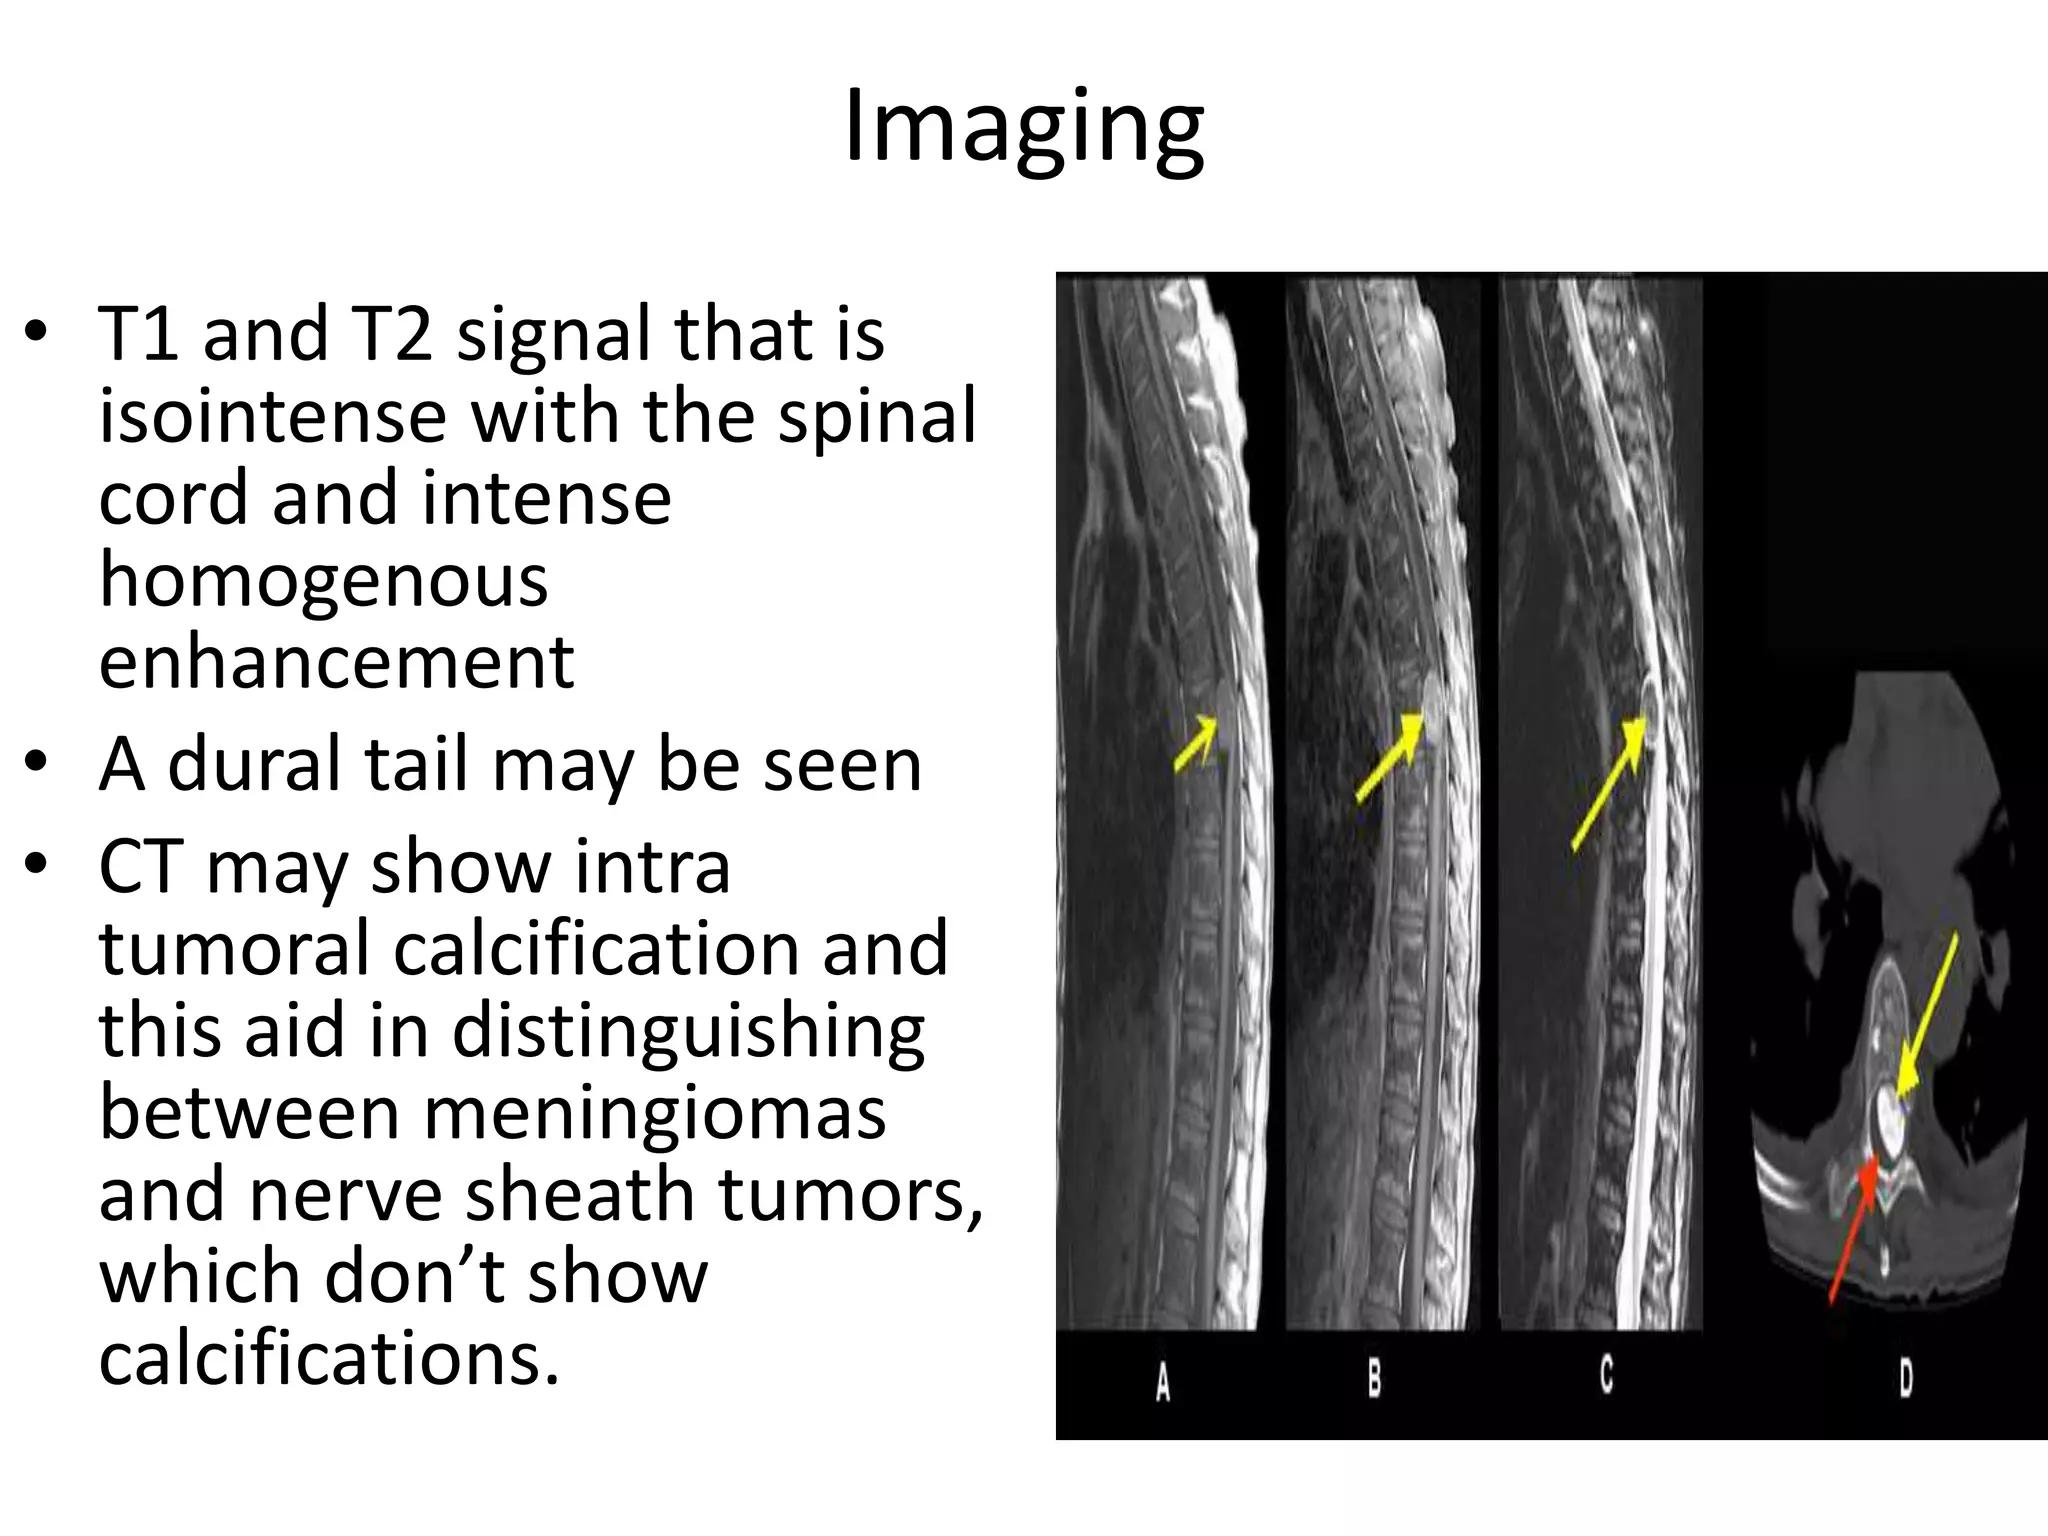 Imaging
• T1 and T2 signal that is
isointense with the spinal
cord and intense
homogenous
enhancement
• A dural tail may be seen
• CT may show intra
tumoral calcification and
this aid in distinguishing
between meningiomas
and nerve sheath tumors,
which don’t show
calcifications.
A B C D